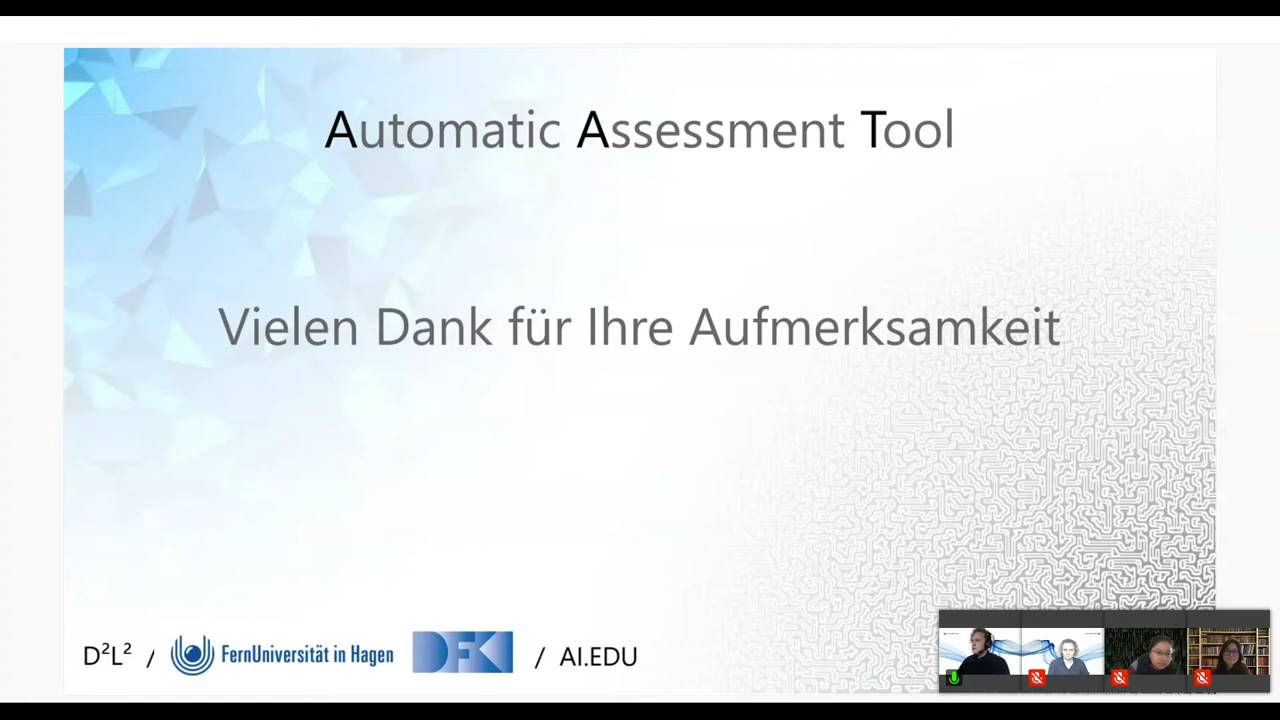 Automatic Assessment Tool
Vielen Dank für Ihre Aufmerksamkeit
D²L² / FernUniversität in Hagen DFKI / AI.EDU